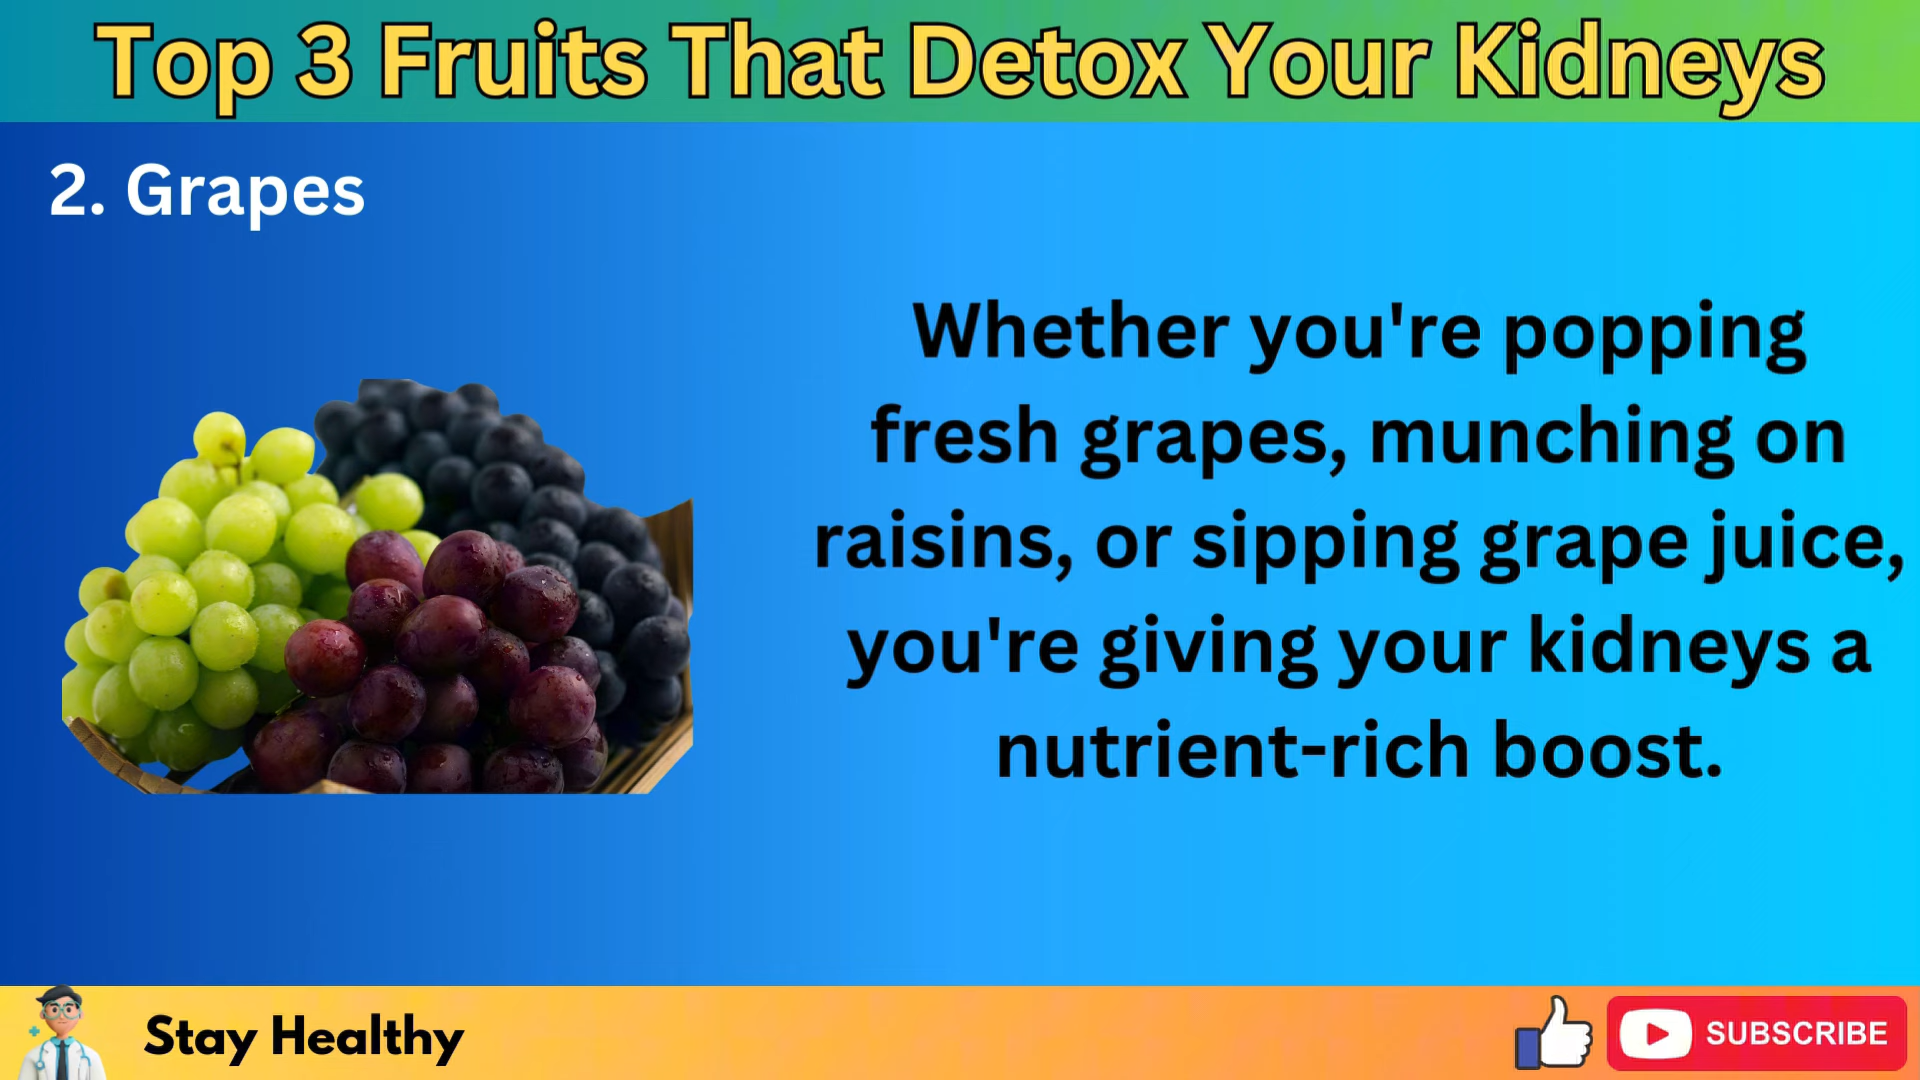 Top 3 Fruits That Detox Your Kidneys
2. Grapes
Whether you're popping
fresh grapes, munching on
raisins, or sipping grape juice,
you're giving your kidneys a
nutrient-rich boost.
Stay Healthy
SUBSCRIBE